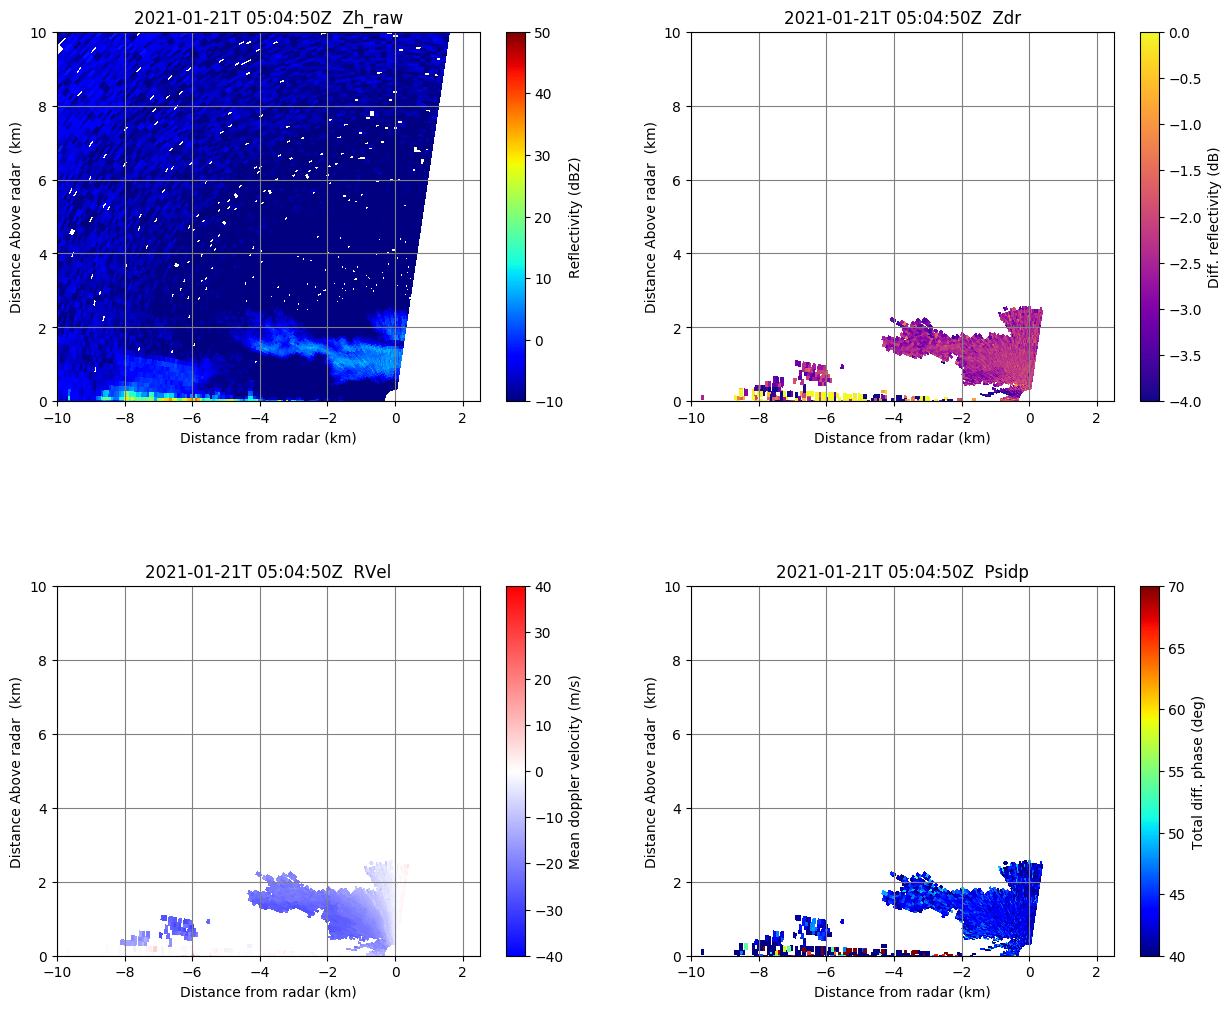 2021-01-21T 05:04:50Z  Zh_raw
10
8
6
4
2
0
Distance Above radar  (km)
−10 −8 −6 −4 −2 0 2
Distance from radar (km)
50
40
30
20
10
0
−10
Reflectivity (dBZ)
2021-01-21T 05:04:50Z  Zdr
10
8
6
4
2
0
Distance Above radar  (km)
−10 −8 −6 −4 −2 0 2
Distance from radar (km)
0.0
−0.5
−1.0
−1.5
−2.0
−2.5
−3.0
−3.5
−4.0
Diff. reflectivity (dB)
2021-01-21T 05:04:50Z  RVel
10
8
6
4
2
0
Distance Above radar  (km)
−10 −8 −6 −4 −2 0 2
Distance from radar (km)
40
30
20
10
0
−10
−20
−30
−40
Mean doppler velocity (m/s)
2021-01-21T 05:04:50Z  Psidp
10
8
6
4
2
0
Distance Above radar  (km)
−10 −8 −6 −4 −2 0 2
Distance from radar (km)
70
65
60
55
50
45
40
Total diff. phase (deg)